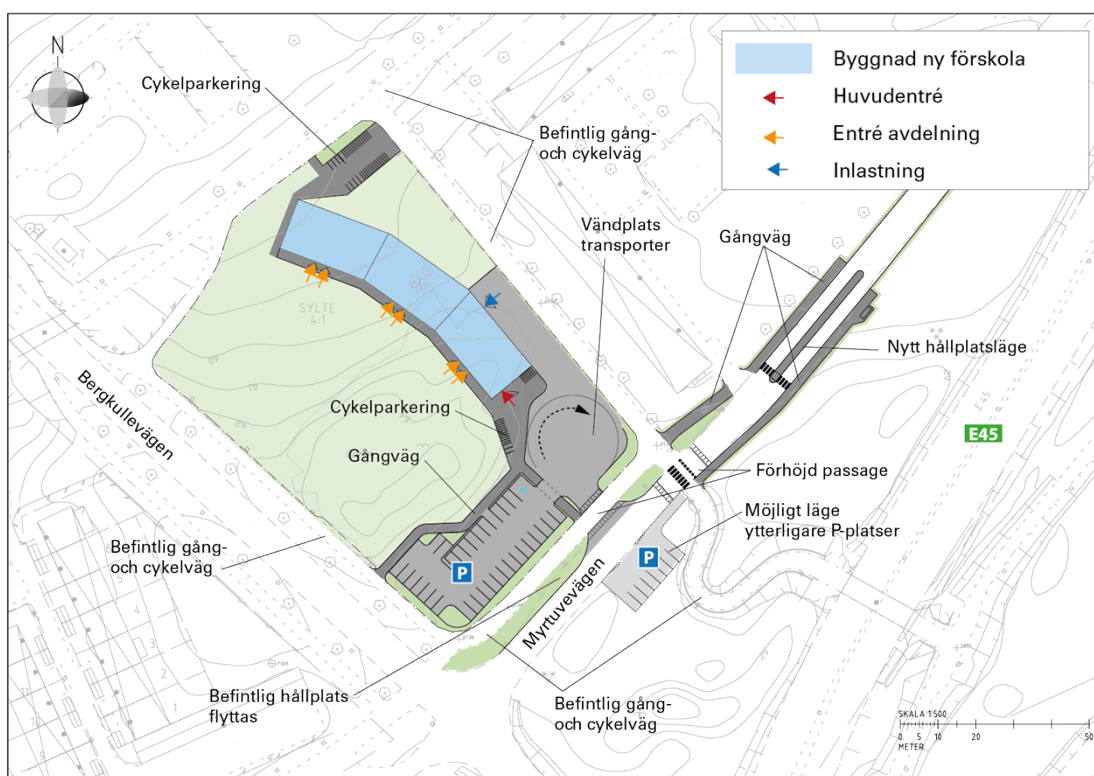 N
Cykelparkering
Befintlig gång-
och cykelväg
Byggnad ny förskola
Huvudentré
Entré avdelning
Inlastning
Vändplats
transporter
Gångväg
SYLTE
4:1
Nytt hållplatsläge
E45
E45
Bergkullevägen
Cykelparkering
Gångväg
Förhöjd passage
Möjligt läge
ytterligare P-platser
P
P
Befintlig gång-
och cykelväg
Myrtuvevägen
Befintlig hållplats
flyttas
Befintlig gång-
och cykelväg
SKALA 1:500
0 5 10 20 50
METER